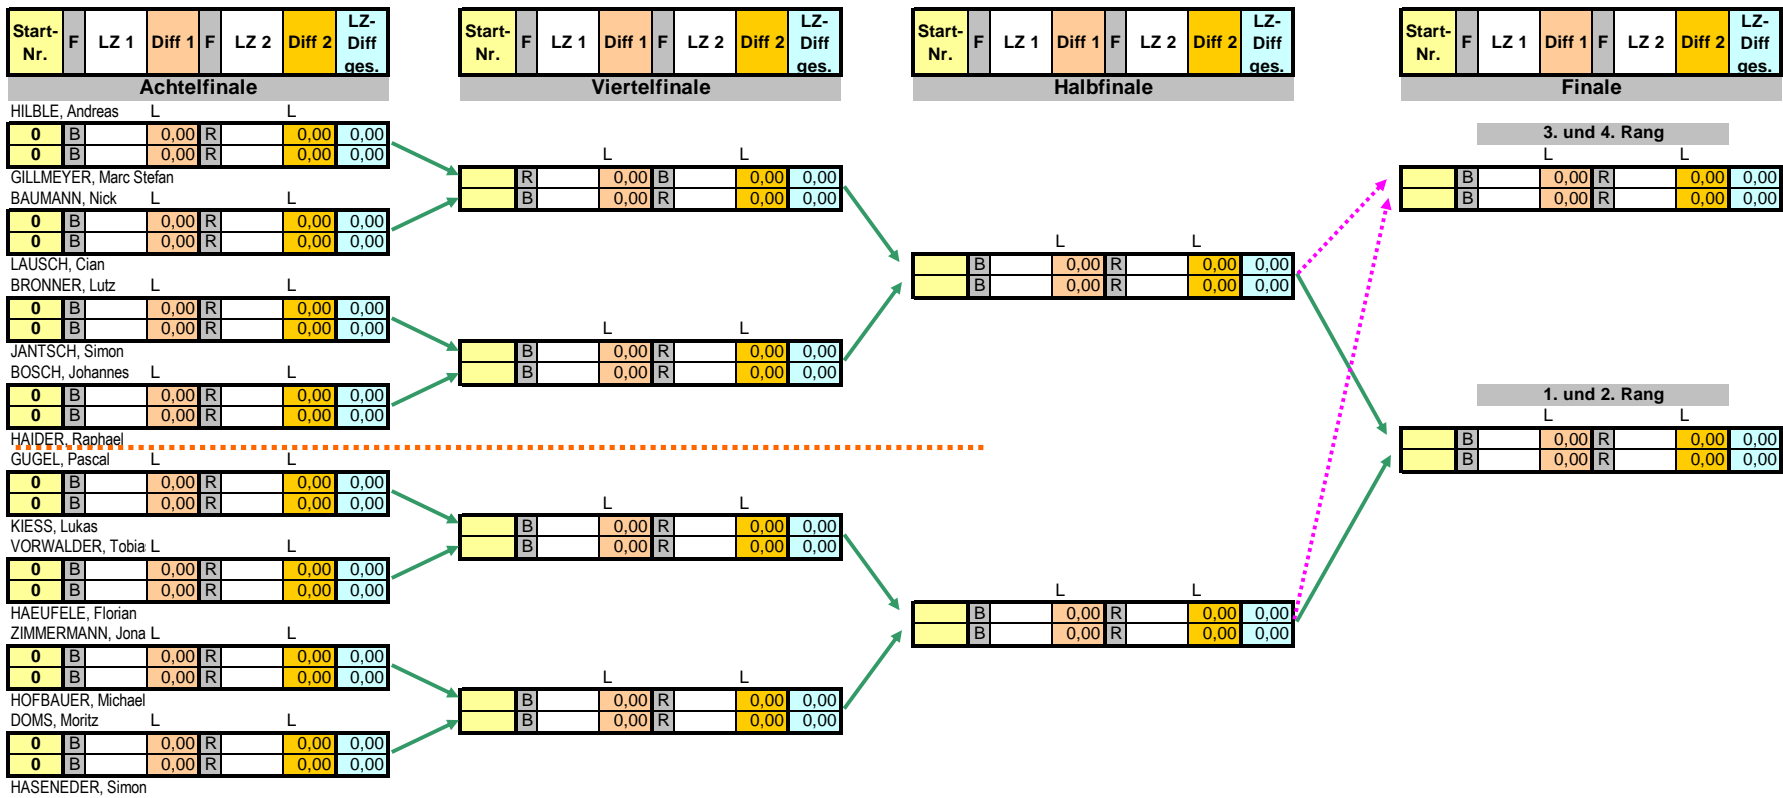 Start-Nr. F LZ 1 Diff 1 F LZ 2 Diff 2 LZ-Diff ges.
Achtelfinale
HILBLE, Andreas L L
0 B 0,00 R 0,00 0,00
0 B 0,00 R 0,00 0,00
GILLMEYER, Marc Stefan
BAUMANN, Nick L L
0 B 0,00 R 0,00 0,00
0 B 0,00 R 0,00 0,00
LAUSCH, Cian
BRONNER, Lutz L L
0 B 0,00 R 0,00 0,00
0 B 0,00 R 0,00 0,00
JANTSCH, Simon
BOSCH, Johannes L L
0 B 0,00 R 0,00 0,00
0 B 0,00 R 0,00 0,00
HAIDER, Raphael
GUGEL, Pascal L L
0 B 0,00 R 0,00 0,00
0 B 0,00 R 0,00 0,00
KIESS, Lukas
VORWALDER, Tobia L L
0 B 0,00 R 0,00 0,00
0 B 0,00 R 0,00 0,00
HAEUFELE, Florian
ZIMMERMANN, Jona L L
0 B 0,00 R 0,00 0,00
0 B 0,00 R 0,00 0,00
HOFBAUER, Michael
DOMS, Moritz L L
0 B 0,00 R 0,00 0,00
0 B 0,00 R 0,00 0,00
HASENEDER, Simon
Start-Nr. F LZ 1 Diff 1 F LZ 2 Diff 2 LZ-Diff ges.
Viertelfinale
L L
R 0,00 B 0,00 0,00
B 0,00 R 0,00 0,00
L L
B 0,00 R 0,00 0,00
B 0,00 R 0,00 0,00
L L
B 0,00 R 0,00 0,00
B 0,00 R 0,00 0,00
L L
B 0,00 R 0,00 0,00
B 0,00 R 0,00 0,00
Start-Nr. F LZ 1 Diff 1 F LZ 2 Diff 2 LZ-Diff ges.
Halbfinale
L L
B 0,00 R 0,00 0,00
B 0,00 R 0,00 0,00
L L
B 0,00 R 0,00 0,00
B 0,00 R 0,00 0,00
Start-Nr. F LZ 1 Diff 1 F LZ 2 Diff 2 LZ-Diff ges.
Finale
3. und 4. Rang
L L
B 0,00 R 0,00 0,00
B 0,00 R 0,00 0,00
1. und 2. Rang
L L
B 0,00 R 0,00 0,00
B 0,00 R 0,00 0,00